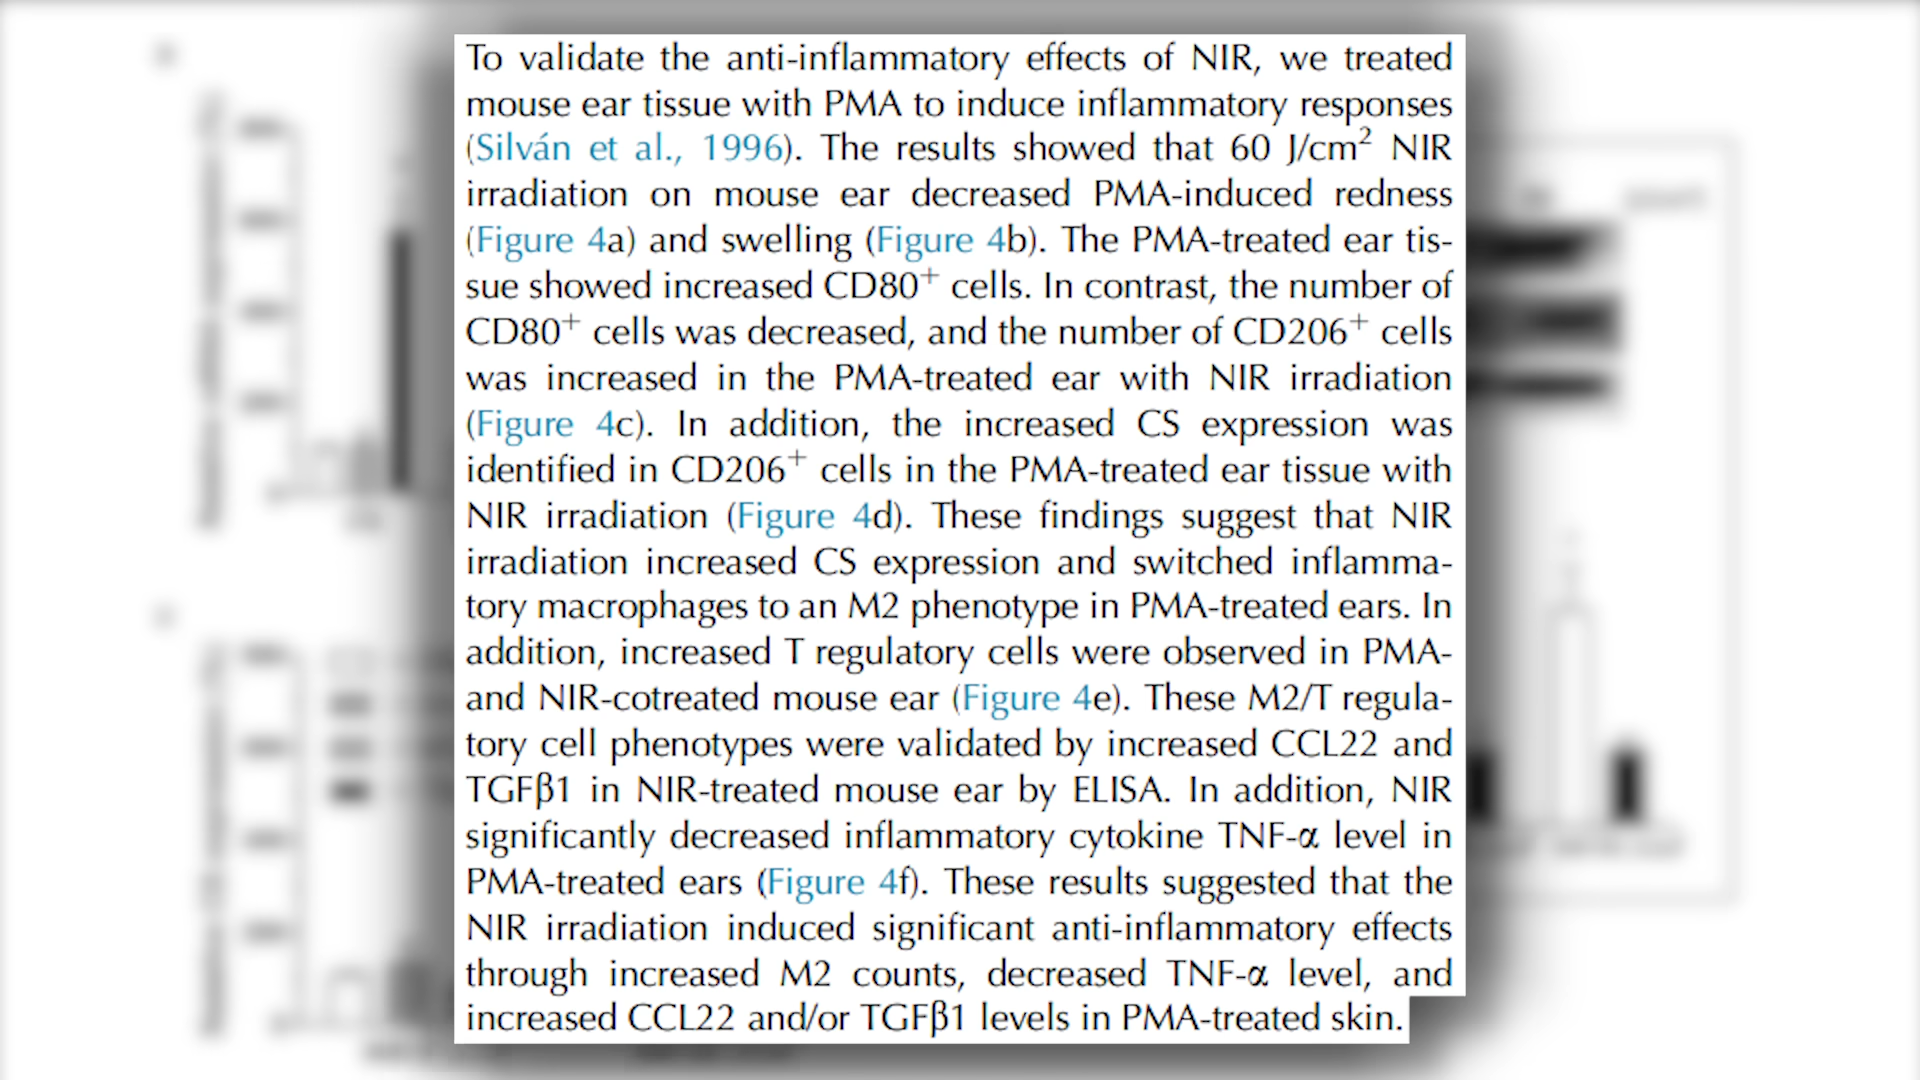 To validate the anti-inflammatory effects of NIR, we treated
mouse ear tissue with PMA to induce inflammatory responses
(Silván et al., 1996). The results showed that 60 J/cm² NIR
irradiation on mouse ear decreased PMA-induced redness
(Figure 4a) and swelling (Figure 4b). The PMA-treated ear tis-
sue showed increased CD80⁺ cells. In contrast, the number of
CD80⁺ cells was decreased, and the number of CD206⁺ cells
was increased in the PMA-treated ear with NIR irradiation
(Figure 4c). In addition, the increased CS expression was
identified in CD206⁺ cells in the PMA-treated ear tissue with
NIR irradiation (Figure 4d). These findings suggest that NIR
irradiation increased CS expression and switched inflamma-
tory macrophages to an M2 phenotype in PMA-treated ears. In
addition, increased T regulatory cells were observed in PMA-
and NIR-cotreated mouse ear (Figure 4e). These M2/T regula-
tory cell phenotypes were validated by increased CCL22 and
TGFβ1 in NIR-treated mouse ear by ELISA. In addition, NIR
significantly decreased inflammatory cytokine TNF-α level in
PMA-treated ears (Figure 4f). These results suggested that the
NIR irradiation induced significant anti-inflammatory effects
through increased M2 counts, decreased TNF-α level, and
increased CCL22 and/or TGFβ1 levels in PMA-treated skin.